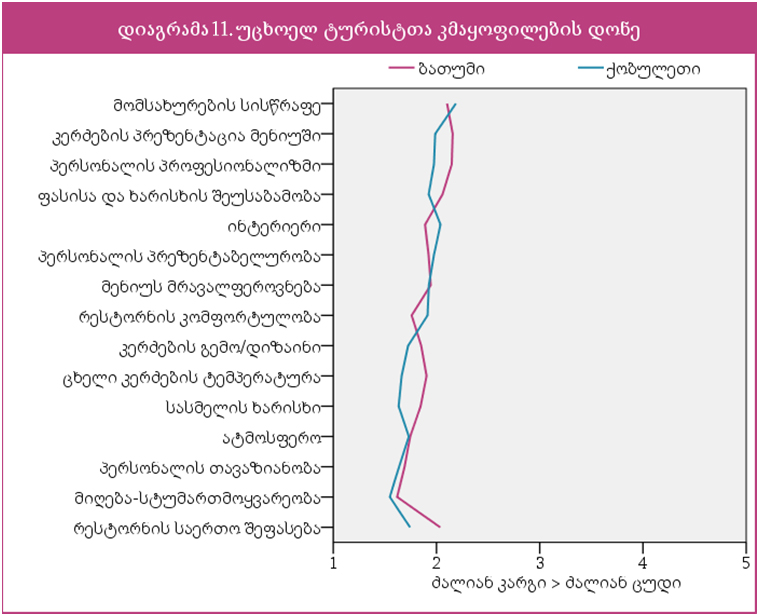 დიაგრამა 11. უცხოელ ტურისტთა კმაყოფილების დონე
ბათუმი ქობულეთი
მომსახურების სისწრაფე
კერძების პრეზენტაცია მენიუში
პერსონალის პროფესიონალიზმი
ფასისა და ხარისხის შეუსაბამობა
ინტერიერი
პერსონალის პრეზენტაბელურობა
მენიუს მრავალფეროვნება
რესტორნის კომფორტულობა
კერძების გემო/დიზაინი
ცხელი კერძების ტემპერატურა
სასმელის ხარისხი
ატმოსფერო
პერსონალის თავაზიანობა
მიღება-სტუმართმოყვარეობა
რესტორნის საერთო შეფასება
1 2 3 4 5
ძალიან კარგი > ძალიან ცუდი